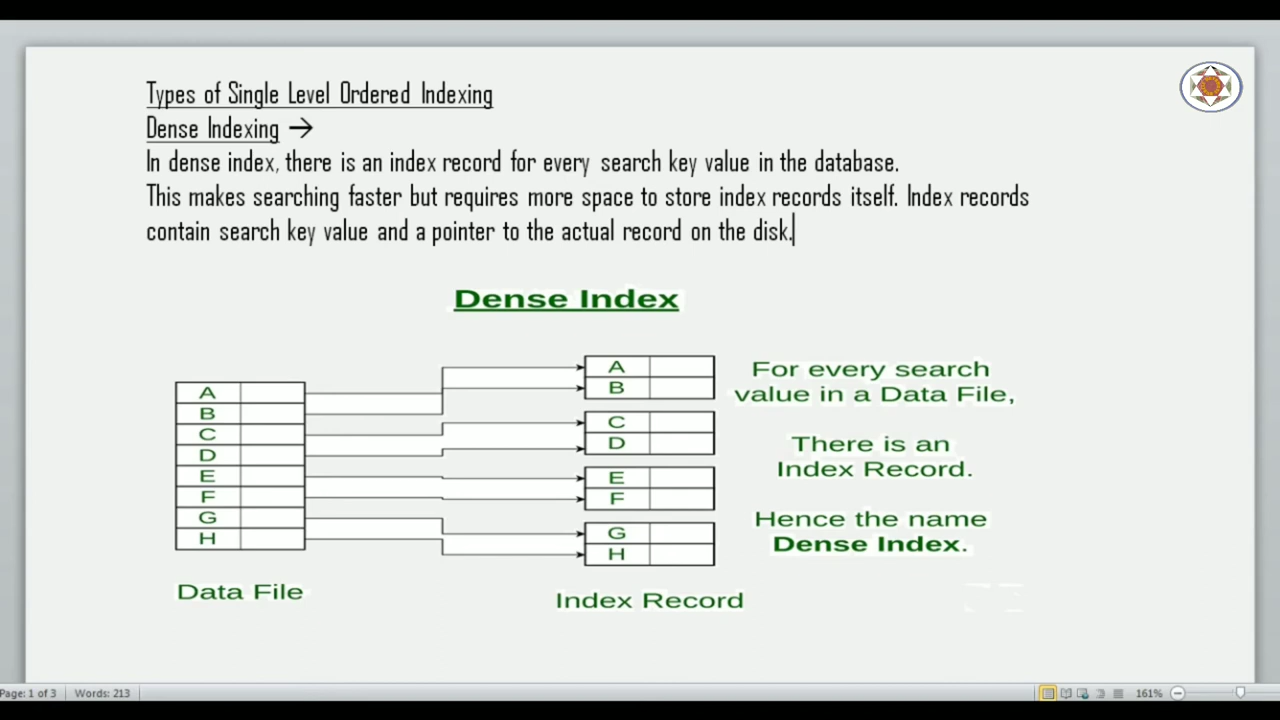 Types of Single Level Ordered Indexing
Dense Indexing →
In dense index, there is an index record for every search key value in the database.
This makes searching faster but requires more space to store index records itself. Index records
contain search key value and a pointer to the actual record on the disk.
Dense Index
A
B
C
D
E
F
G
H
Data File
A
B
C
D
E
F
G
H
Index Record
For every search
value in a Data File,
There is an
Index Record.
Hence the name
Dense Index.
Page: 1 of 3
Words: 213
161%